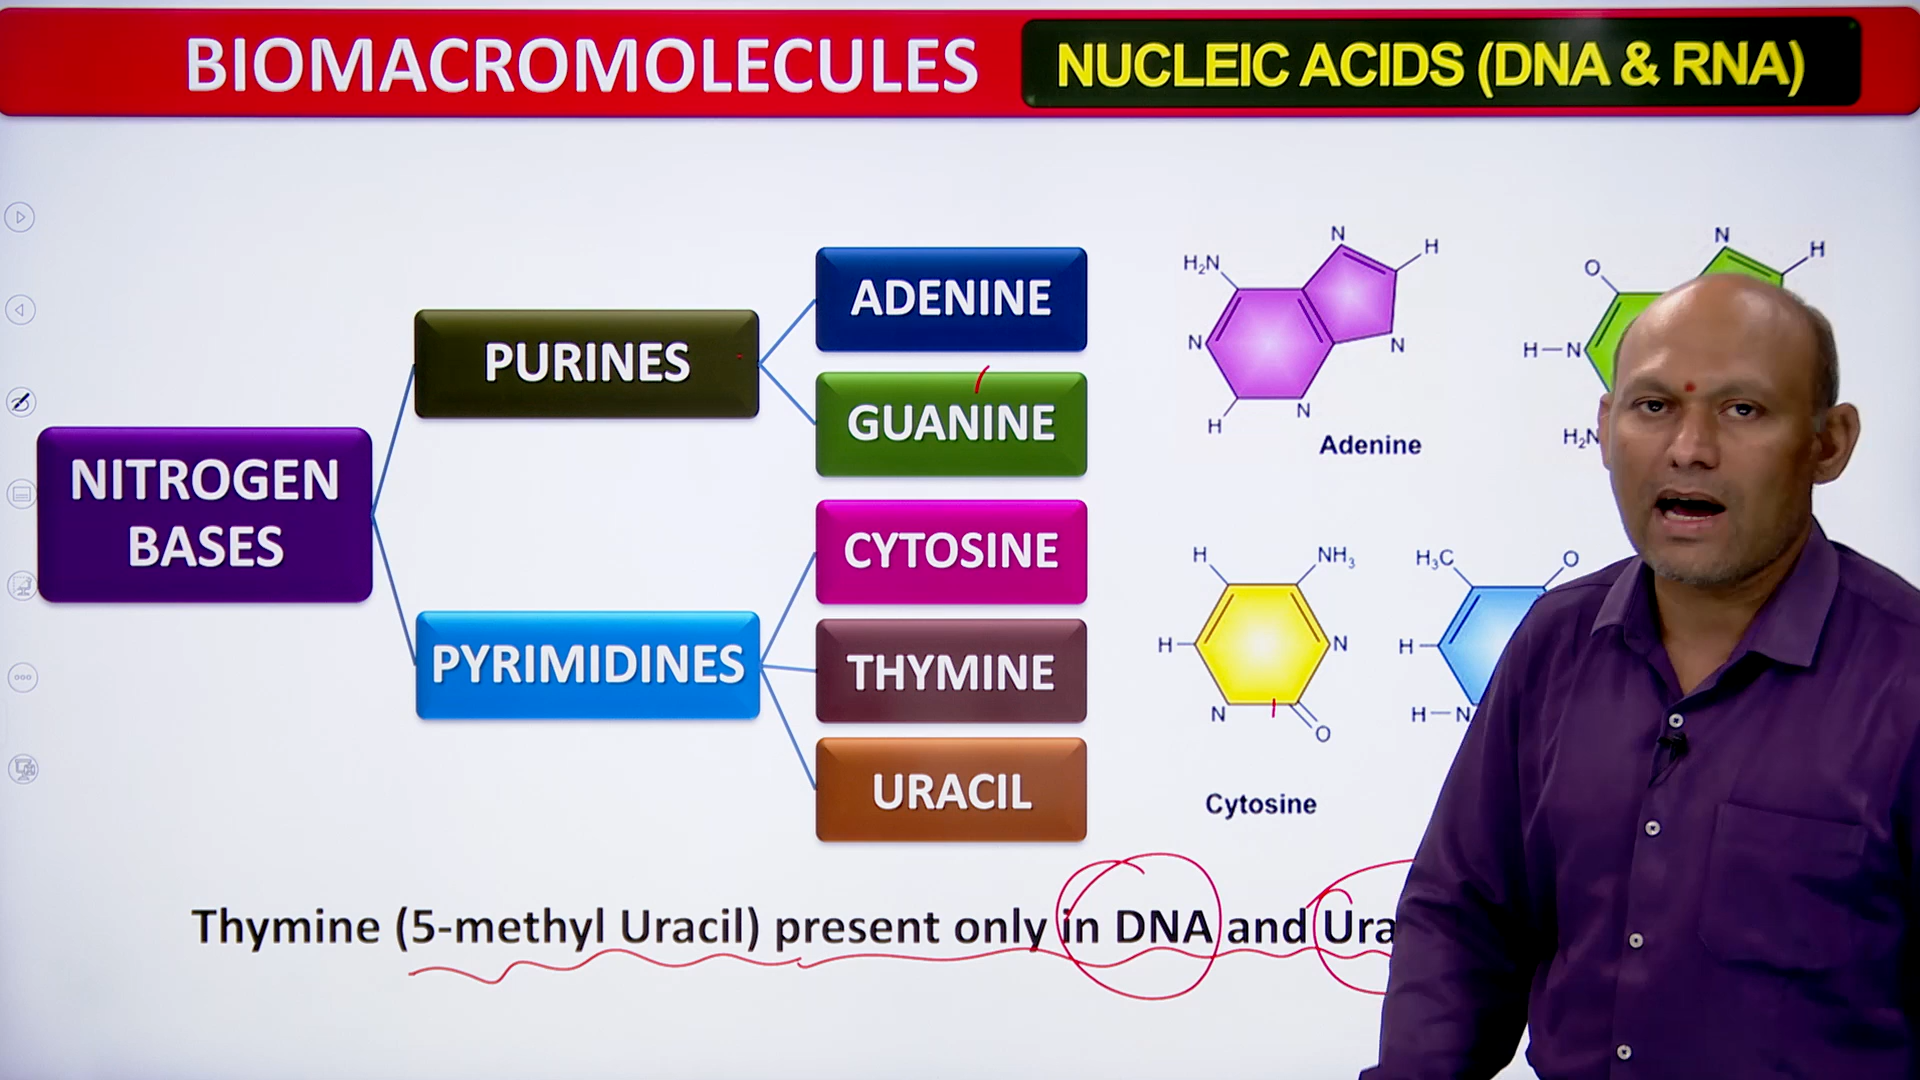 BIOMACROMOLECULES
NUCLEIC ACIDS (DNA & RNA)
NITROGEN
BASES
PURINES
PYRIMIDINES
ADENINE
GUANINE
CYTOSINE
THYMINE
URACIL
N
H
H₂N
N
N
N
H
Adenine
N
H
O
H—N
H₂N
H
NH₃
H
N
N
O
Cytosine
H₃C
O
H
H—N
Thymine (5-methyl Uracil) present only in DNA and Ura